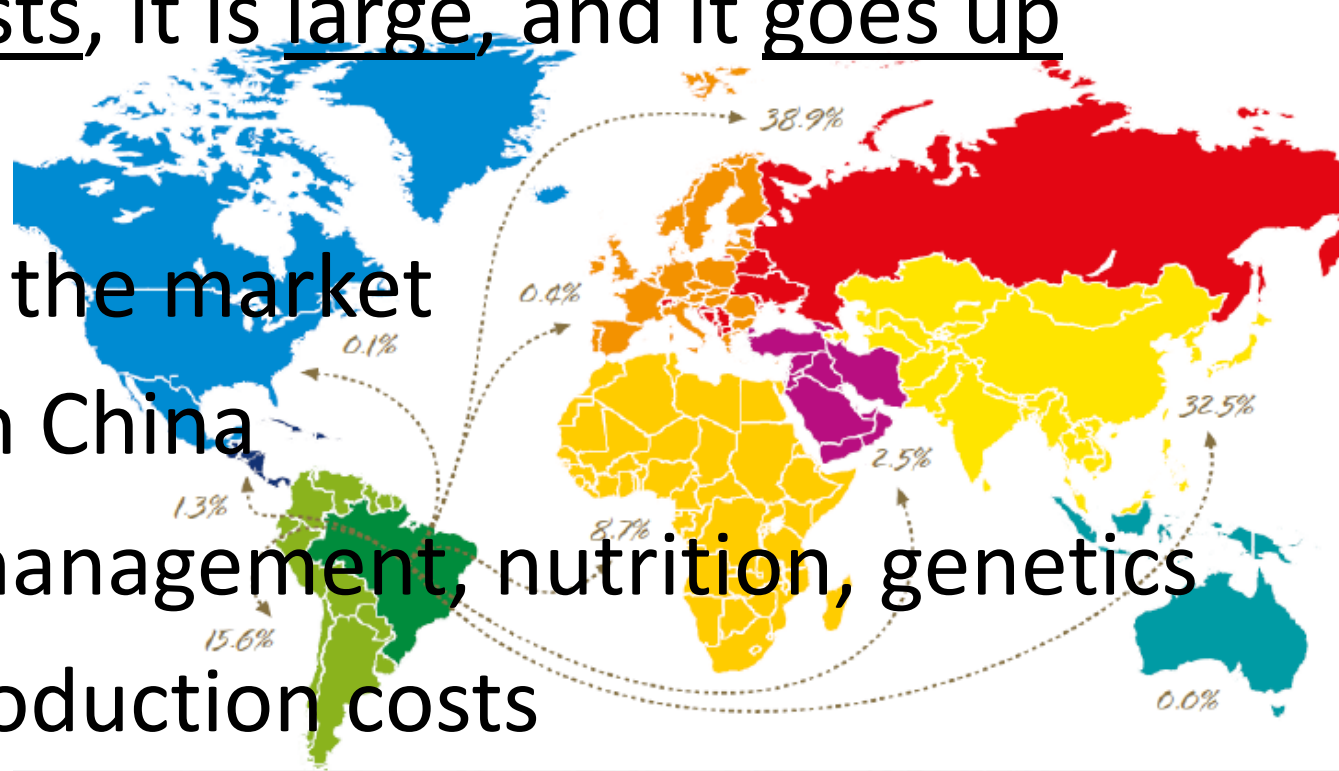 sts, it is large, and it goes up
38.9%
the market
0.4%
0.1%
n China
32.5%
2.5%
1.3%
8.7%
anagement, nutrition, genetics
15.6%
oduction costs
0.0%